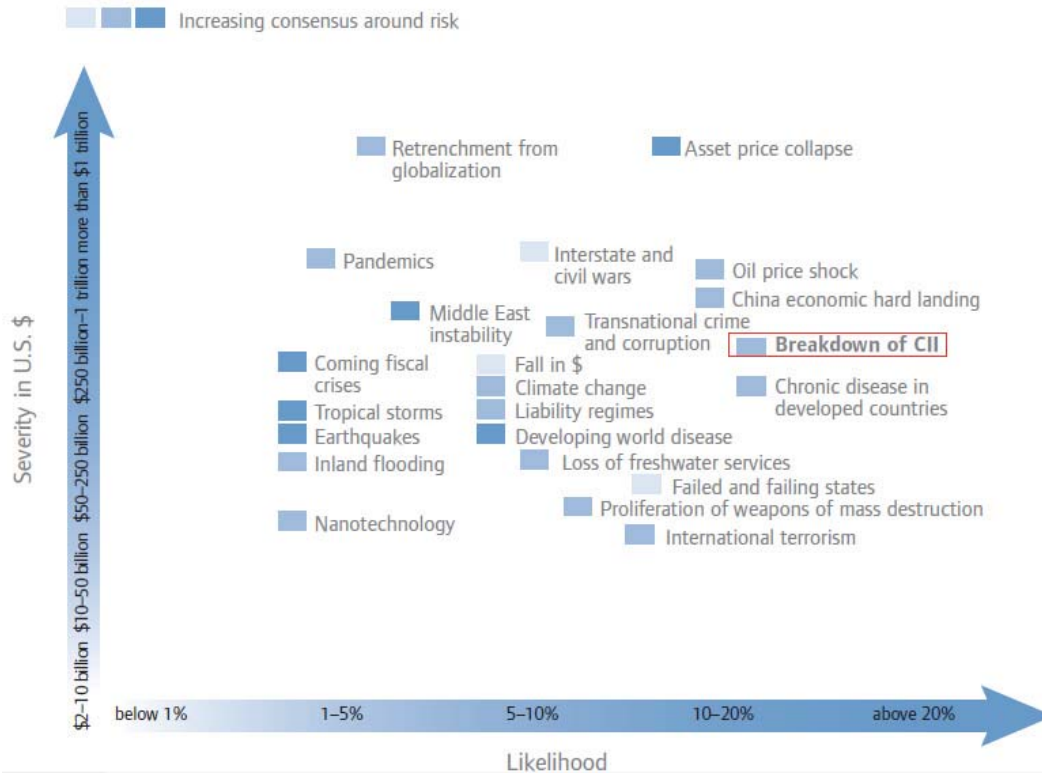 Increasing consensus around risk
Severity in U.S. $
$2–10 billion $10–50 billion $50–250 billion $250 billion–1 trillion more than $1 trillion
Retrenchment from
globalization
Asset price collapse
Pandemics
Interstate and
civil wars
Oil price shock
China economic hard landing
Middle East
instability
Transnational crime
and corruption
Breakdown of CII
Coming fiscal
crises
Fall in $
Climate change
Chronic disease in
developed countries
Tropical storms
Liability regimes
Earthquakes
Developing world disease
Inland flooding
Loss of freshwater services
Failed and failing states
Proliferation of weapons of mass destruction
Nanotechnology
International terrorism
below 1% 1–5% 5–10% 10–20% above 20%
Likelihood